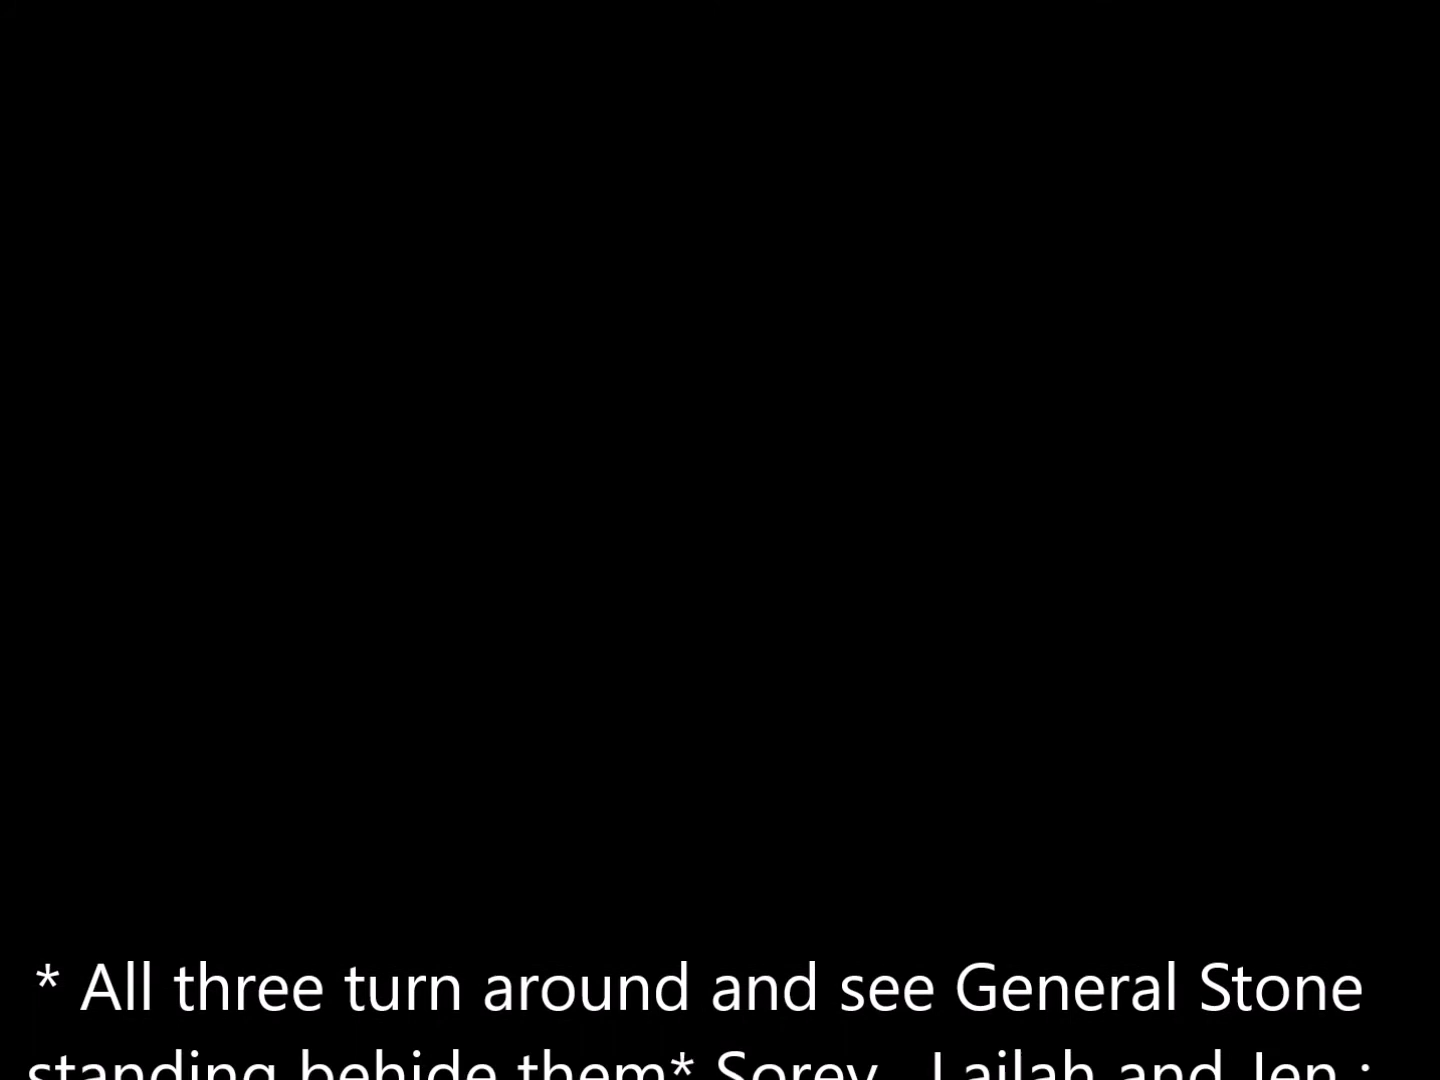 * All three turn around and see General Stone
standing behide them* Sorey , Lailah and Jen :